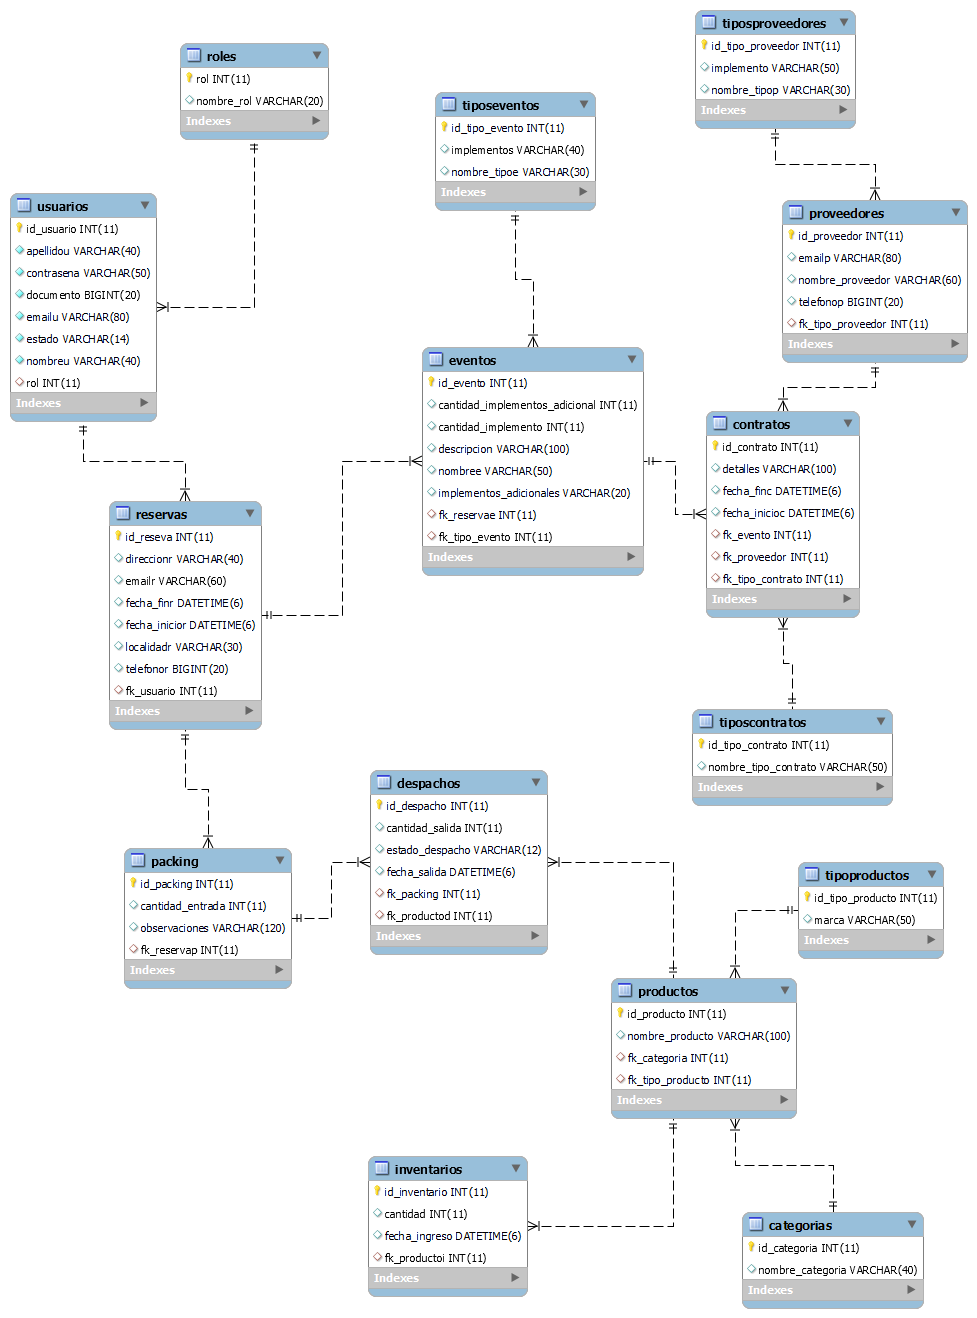 roles
rol INT(11)
nombre_rol VARCHAR(20)
Indexes
usuarios
id_usuario INT(11)
apellidou VARCHAR(40)
contrasena VARCHAR(50)
documento BIGINT(20)
emailu VARCHAR(80)
estado VARCHAR(14)
nombreu VARCHAR(40)
rol INT(11)
Indexes
tiposeventos
id_tipo_evento INT(11)
implementos VARCHAR(40)
nombre_tipoe VARCHAR(30)
Indexes
tiposproveedores
id_tipo_proveedor INT(11)
implemento VARCHAR(50)
nombre_tipop VARCHAR(30)
Indexes
proveedores
id_proveedor INT(11)
emailp VARCHAR(80)
nombre_proveedor VARCHAR(60)
telefonop BIGINT(20)
fk_tipo_proveedor INT(11)
Indexes
eventos
id_evento INT(11)
cantidad_implementos_adicional INT(11)
cantidad_implemento INT(11)
descripcion VARCHAR(100)
nombree VARCHAR(50)
implementos_adicionales VARCHAR(20)
fk_reservae INT(11)
fk_tipo_evento INT(11)
Indexes
contratos
id_contrato INT(11)
detalles VARCHAR(100)
fecha_finc DATETIME(6)
fecha_inicioc DATETIME(6)
fk_evento INT(11)
fk_proveedor INT(11)
fk_tipo_contrato INT(11)
Indexes
reservas
id_reseva INT(11)
direccionr VARCHAR(40)
emailr VARCHAR(60)
fecha_finr DATETIME(6)
fecha_inicior DATETIME(6)
localidadr VARCHAR(30)
telefonor BIGINT(20)
fk_usuario INT(11)
Indexes
tiposcontratos
id_tipo_contrato INT(11)
nombre_tipo_contrato VARCHAR(50)
Indexes
despachos
id_despacho INT(11)
cantidad_salida INT(11)
estado_despacho VARCHAR(12)
fecha_salida DATETIME(6)
fk_packing INT(11)
fk_productod INT(11)
Indexes
packing
id_packing INT(11)
cantidad_entrada INT(11)
observaciones VARCHAR(120)
fk_reservap INT(11)
Indexes
tipoproductos
id_tipo_producto INT(11)
marca VARCHAR(50)
Indexes
productos
id_producto INT(11)
nombre_producto VARCHAR(100)
fk_categoria INT(11)
fk_tipo_producto INT(11)
Indexes
inventarios
id_inventario INT(11)
cantidad INT(11)
fecha_ingreso DATETIME(6)
fk_productoi INT(11)
Indexes
categorias
id_categoria INT(11)
nombre_categoria VARCHAR(40)
Indexes